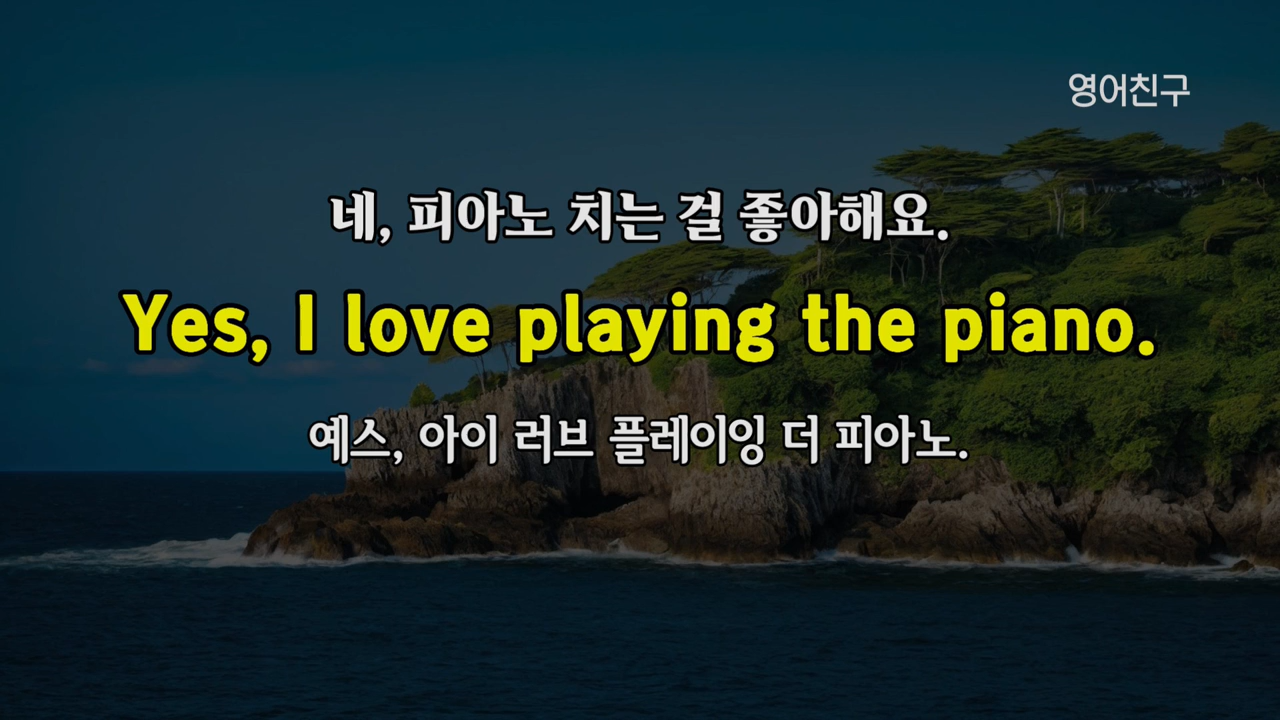 영어친구
네, 피아노 치는 걸 좋아해요.
Yes, I love playing the piano.
예스, 아이 러브 플레이잉 더 피아노.